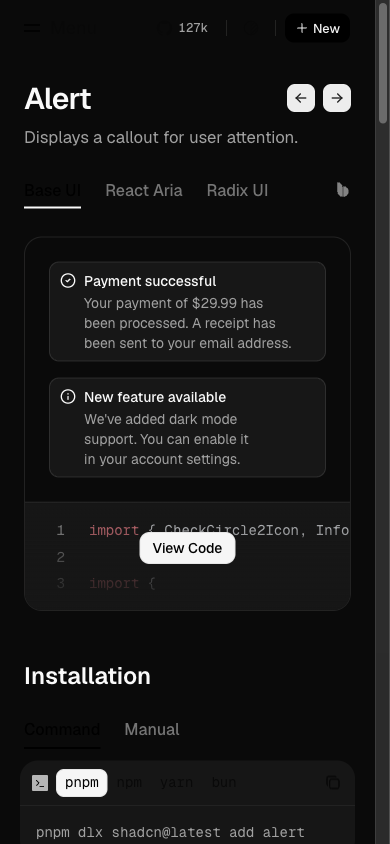 127k
New
Alert
Displays a callout for user attention.
Base UI React Aria Radix UI
Payment successful
Your payment of $29.99 has
been processed. A receipt has
been sent to your email address.
New feature available
We've added dark mode
support. You can enable it
in your account settings.
1 import { CheckCircle2Icon, Info
2
View Code
3 import {
Installation
Command Manual
pnpm npm yarn bun
pnpm dlx shadcn@latest add alert